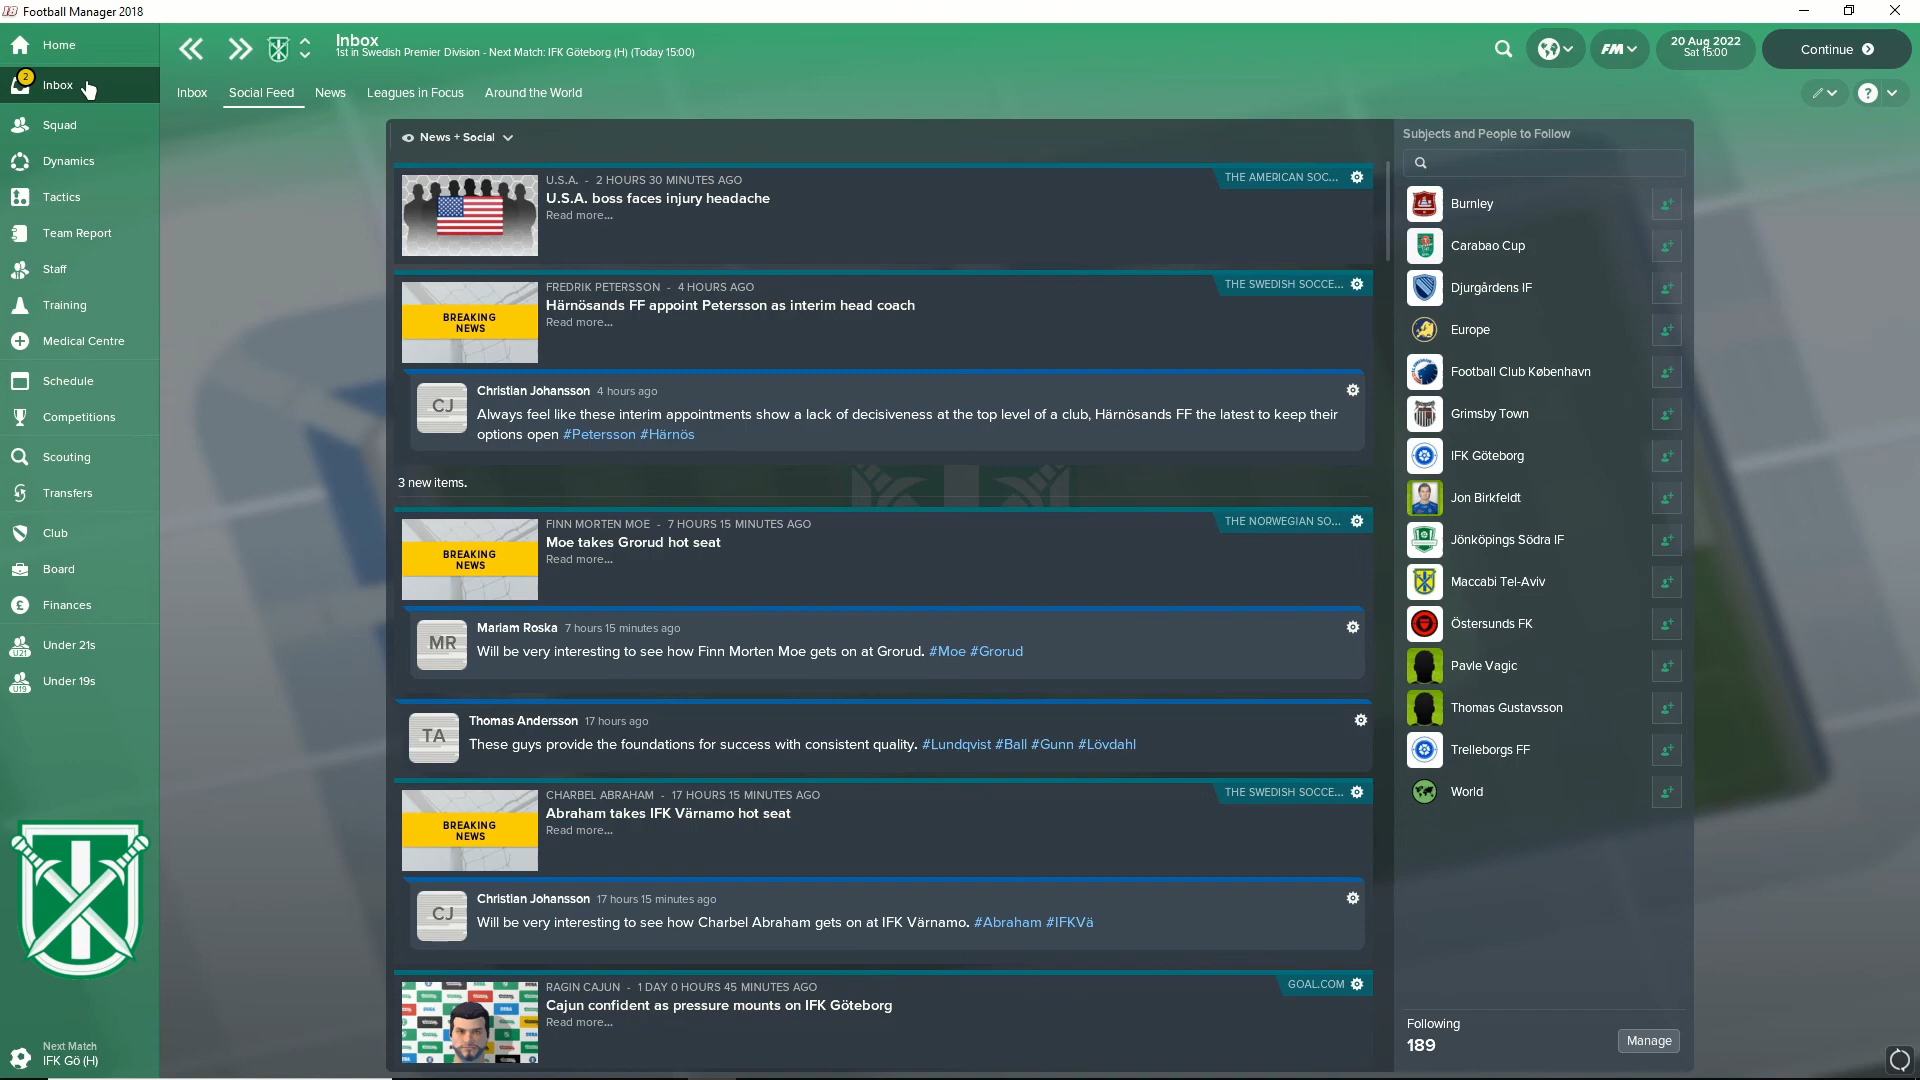 Football Manager 2018
Home
2
Inbox
Squad
Dynamics
Tactics
Team Report
Staff
Training
Medical Centre
Schedule
Competitions
Scouting
Transfers
Club
Board
Finances
U21
Under 21s
U19
Under 19s
Next Match
IFK Gö (H)
Inbox
1st in Swedish Premier Division - Next Match: IFK Göteborg (H) (Today 15:00)
FM
20 Aug 2022
Sat 15:00
Continue
Inbox
Social Feed
News
Leagues in Focus
Around the World
?
News + Social
U.S.A. - 2 HOURS 30 MINUTES AGO
THE AMERICAN SOC...
U.S.A. boss faces injury headache
Read more...
BREAKING
NEWS
FREDRIK PETERSSON - 4 HOURS AGO
THE SWEDISH SOCCE...
Härnösands FF appoint Petersson as interim head coach
Read more...
CJ
Christian Johansson 4 hours ago
Always feel like these interim appointments show a lack of decisiveness at the top level of a club, Härnösands FF the latest to keep their
options open #Petersson #Härnös
3 new items.
BREAKING
NEWS
FINN MORTEN MOE - 7 HOURS 15 MINUTES AGO
THE NORWEGIAN SO...
Moe takes Grorud hot seat
Read more...
MR
Mariam Roska 7 hours 15 minutes ago
Will be very interesting to see how Finn Morten Moe gets on at Grorud. #Moe #Grorud
TA
Thomas Andersson 17 hours ago
These guys provide the foundations for success with consistent quality. #Lundqvist #Ball #Gunn #Lövdahl
BREAKING
NEWS
CHARBEL ABRAHAM - 17 HOURS 15 MINUTES AGO
THE SWEDISH SOCCE...
Abraham takes IFK Värnamo hot seat
Read more...
CJ
Christian Johansson 17 hours 15 minutes ago
Will be very interesting to see how Charbel Abraham gets on at IFK Värnamo. #Abraham #IFKVä
RAGIN CAJUN - 1 DAY 0 HOURS 45 MINUTES AGO
GOAL.COM
Cajun confident as pressure mounts on IFK Göteborg
Read more...
Subjects and People to Follow
Burnley
Carabao Cup
Djurgårdens IF
Europe
Football Club København
Grimsby Town
IFK Göteborg
Jon Birkfeldt
Jönköpings Södra IF
Maccabi Tel-Aviv
Östersunds FK
Pavle Vagic
Thomas Gustavsson
Trelleborgs FF
World
Following
189
Manage